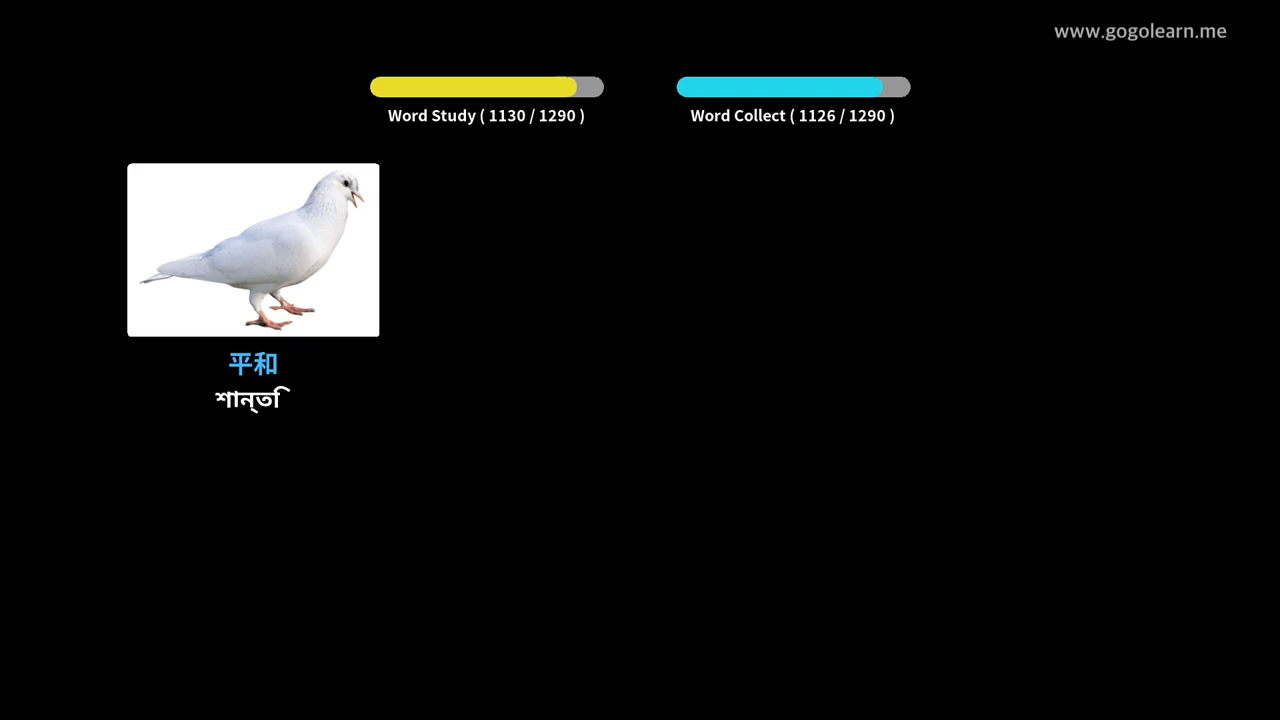 www.gogolearn.me
Word Study ( 1130 / 1290 )
Word Collect ( 1126 / 1290 )
平和
শান্তি